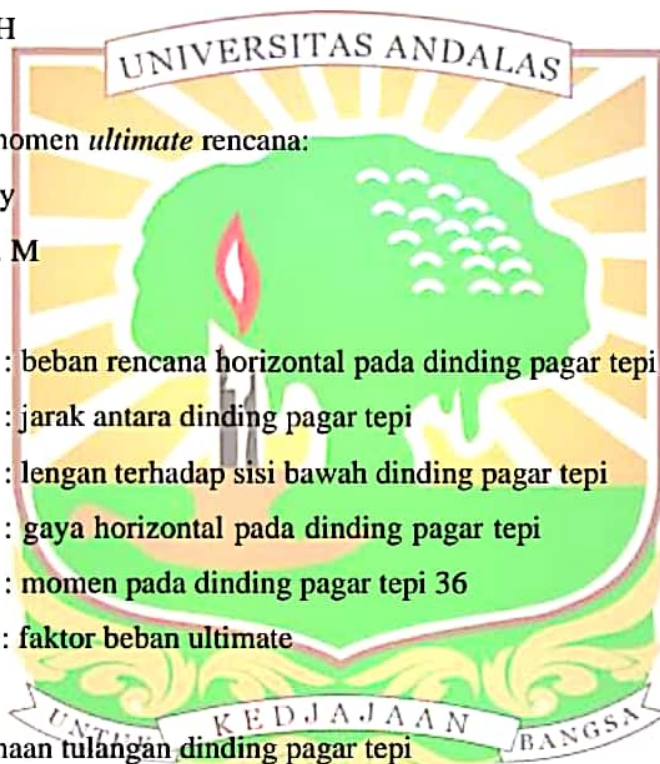 H
UNIVERSITAS ANDALAS
momen ultimate rencana:
y
. M
: beban rencana horizontal pada dinding pagar tepi
: jarak antara dinding pagar tepi
: lengan terhadap sisi bawah dinding pagar tepi
: gaya horizontal pada dinding pagar tepi
: momen pada dinding pagar tepi 36
: faktor beban ultimate
UNTUK KEDJAJAAN BANGSA
naan tulangan dinding pagar tepi